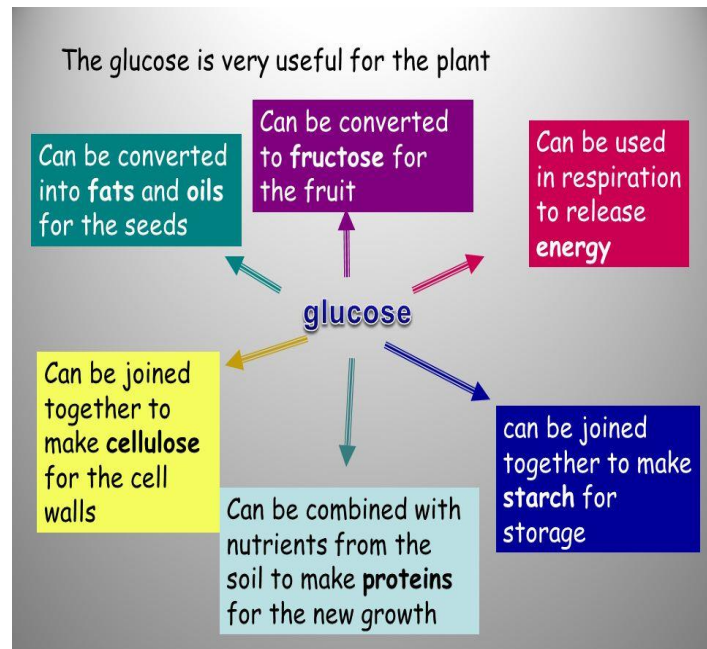 The glucose is very useful for the plant
Can be converted
into fats and oils
for the seeds
Can be converted
to fructose for
the fruit
Can be used
in respiration
to release
energy
glucose
Can be joined
together to
make cellulose
for the cell
walls
Can be combined with
nutrients from the
soil to make proteins
for the new growth
can be joined
together to make
starch for
storage